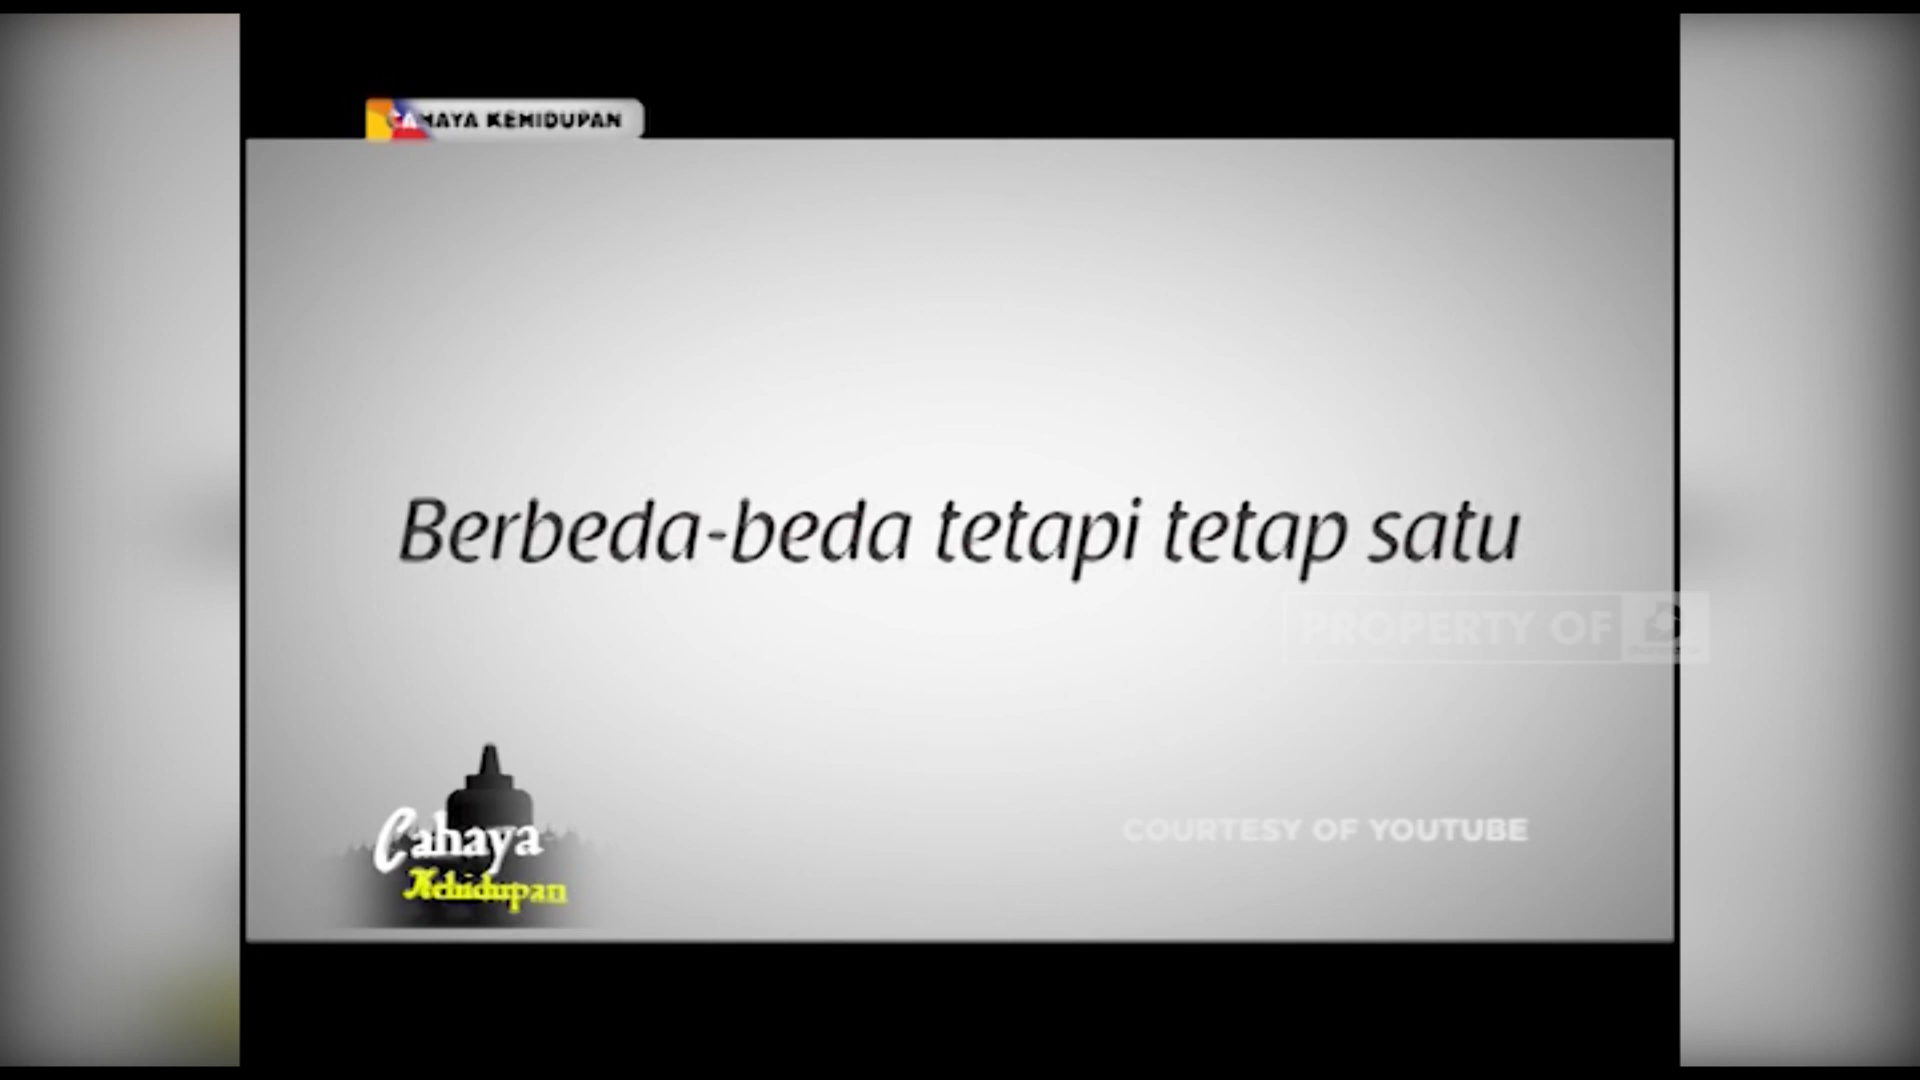 CAHAYA KEHIDUPAN
Berbeda-beda tetapi tetap satu
PROPERTY OF
Cahaya
Kehidupan
COURTESY OF YOUTUBE